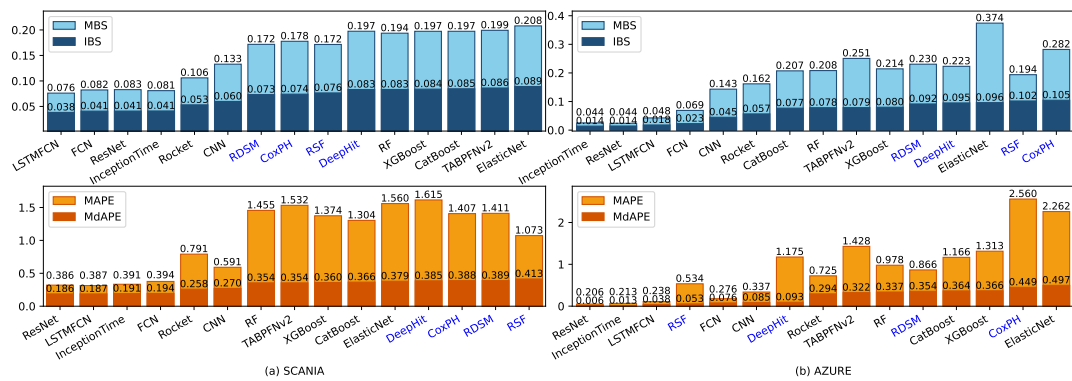 0.20
0.15
0.10
0.05
MBS
IBS
0.076 0.082 0.083 0.081 0.106 0.133 0.172 0.178 0.172 0.197 0.194 0.197 0.197 0.199 0.208
0.038 0.041 0.041 0.041 0.053 0.060 0.073 0.074 0.076 0.083 0.083 0.084 0.085 0.086 0.089
LSTMFCN FCN ResNet InceptionTime Rocket CNN RDSM CoxPH RSF DeepHit RF XGBoost CatBoost TABPFNv2 ElasticNet
0.4
0.3
0.2
0.1
0.0
MBS
IBS
0.044 0.044 0.048 0.069 0.143 0.162 0.207 0.208 0.251 0.214 0.230 0.223 0.374 0.194 0.282
0.014 0.014 0.018 0.023 0.045 0.057 0.077 0.078 0.079 0.080 0.092 0.095 0.096 0.102 0.105
InceptionTime ResNet LSTMFCN FCN CNN Rocket CatBoost RF TABPFNv2 XGBoost RDSM DeepHit ElasticNet RSF CoxPH
1.5
1.0
0.5
0.0
MAPE
MdAPE
0.386 0.387 0.391 0.394 0.791 0.591 1.455 1.532 1.374 1.304 1.560 1.615 1.407 1.411 1.073
0.186 0.187 0.191 0.194 0.258 0.270 0.354 0.354 0.360 0.366 0.379 0.385 0.388 0.389 0.413
ResNet LSTMFCN InceptionTime FCN Rocket CNN RF TABPFNv2 XGBoost CatBoost ElasticNet DeepHit CoxPH RDSM RSF
(a) SCANIA
2
1
0
MAPE
MdAPE
0.206 0.213 0.238 0.534 0.276 0.337 1.175 0.725 1.428 0.978 0.866 1.166 1.313 2.560 2.262
0.006 0.013 0.038 0.053 0.076 0.085 0.093 0.294 0.322 0.337 0.354 0.364 0.366 0.449 0.497
ResNet InceptionTime LSTMFCN RSF FCN CNN DeepHit Rocket TABPFNv2 RF RDSM CatBoost XGBoost CoxPH ElasticNet
(b) AZURE